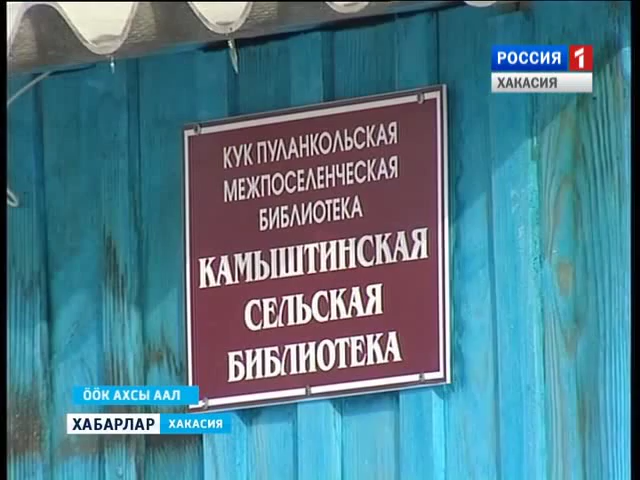 РОССИЯ 1
ХАКАСИЯ
КУК ПУЛАНКОЛЬСКАЯ
МЕЖПОСЕЛЕНЧЕСКАЯ
БИБЛИОТЕКА
КАМЫШТИНСКАЯ
СЕЛЬСКАЯ
БИБЛИОТЕКА
ÖÖК АХСЫ ААЛ
ХАБАРЛАР ХАКАСИЯ